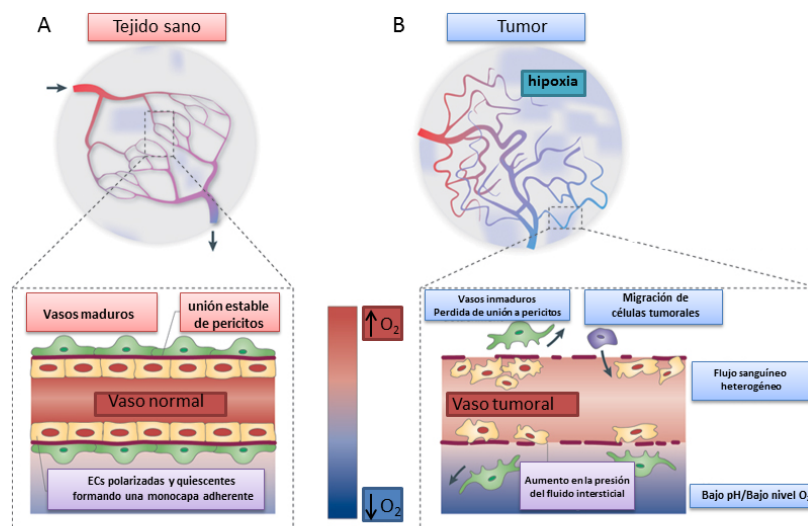 A
Tejido sano
B
Tumor
hipoxia
Vasos maduros
unión estable
de pericitos
Vaso normal
ECs polarizadas y quiescentes
formando una monocapa adherente
↑ O₂
↓ O₂
Vasos inmaduros
Perdida de unión a pericitos
Migración de
células tumorales
Flujo sanguíneo
heterogéneo
Vaso tumoral
Aumento en la presión
del fluido intersticial
Bajo pH/Bajo nivel O₂